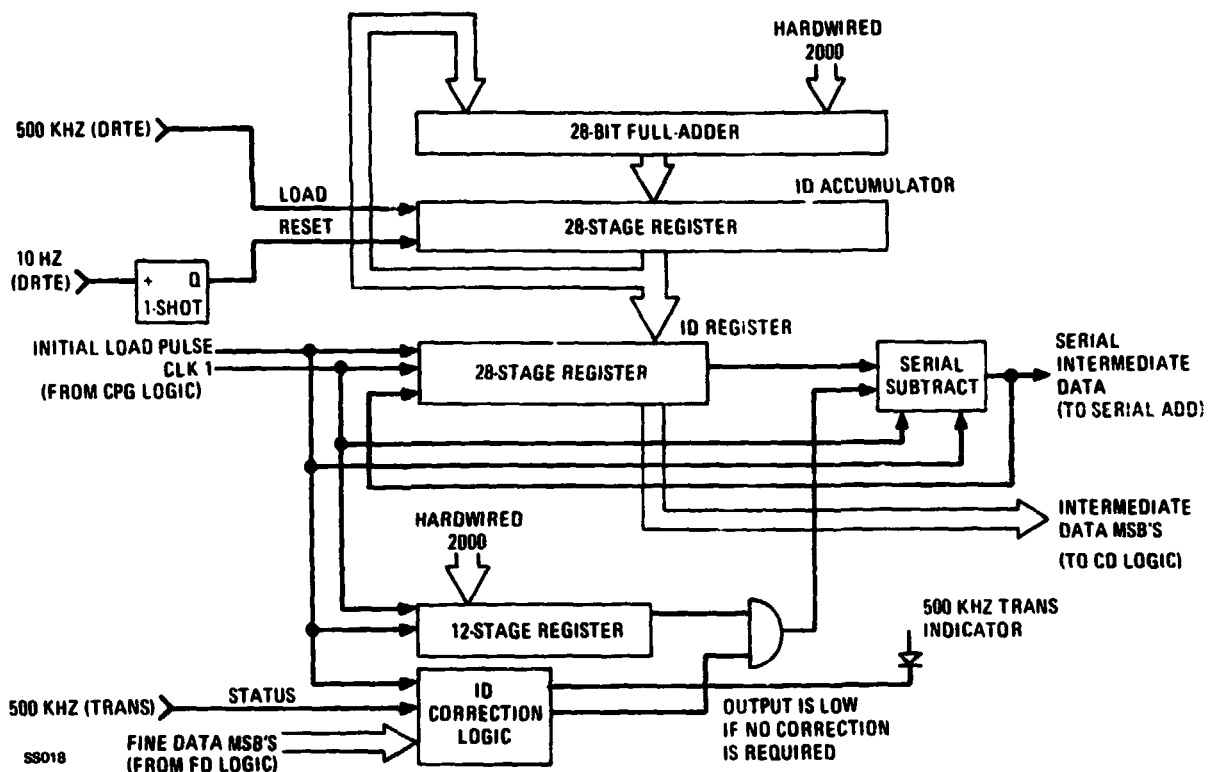 HARDWIRED
2000
500 KHZ (DRTE)
28-BIT FULL-ADDER
ID ACCUMULATOR
LOAD
28-STAGE REGISTER
RESET
10 HZ
(DRTE)
+ Q
1-SHOT
ID REGISTER
INITIAL LOAD PULSE
CLK 1
(FROM CPG LOGIC)
28-STAGE REGISTER
SERIAL
SUBTRACT
SERIAL
INTERMEDIATE
DATA
(TO SERIAL ADD)
HARDWIRED
2000
INTERMEDIATE
DATA MSB'S
(TO CD LOGIC)
12-STAGE REGISTER
500 KHZ TRANS
INDICATOR
500 KHZ (TRANS)
STATUS
ID
CORRECTION
LOGIC
OUTPUT IS LOW
IF NO CORRECTION
IS REQUIRED
FINE DATA MSB'S
(FROM FD LOGIC)
SS018